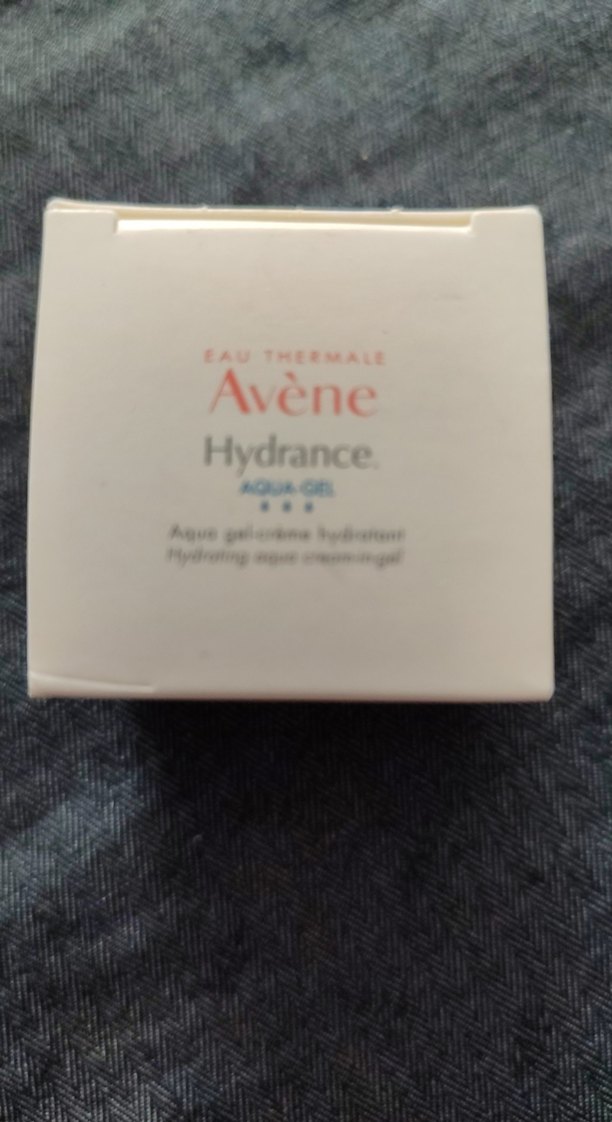 EAU THERMALE
Avène
Hydrance.
AQUA-GEL
Aqua gel-crème hydratant
Hydrating aqua cream-in-gel